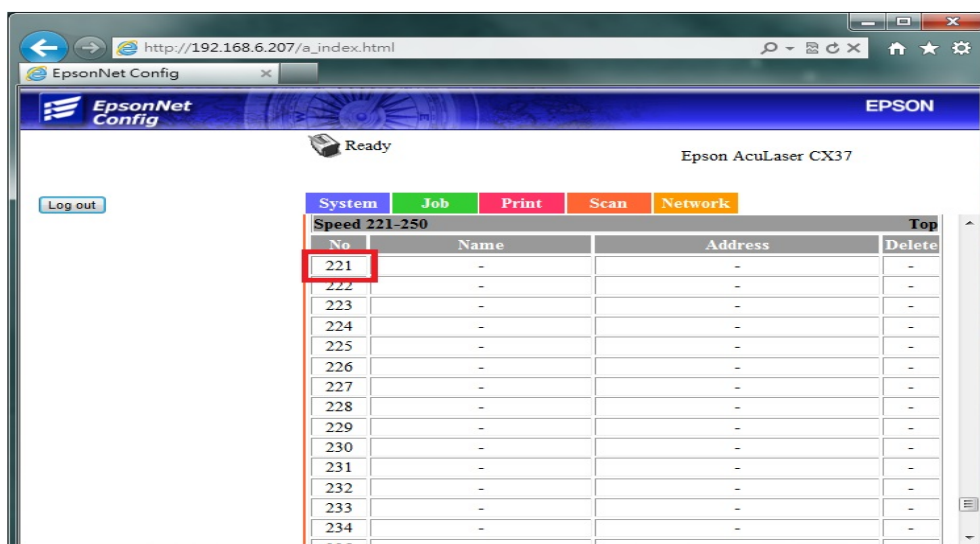 http://192.168.6.207/a_index.html
EpsonNet Config
EpsonNet
Config
EPSON
Ready
Epson AcuLaser CX37
Log out
System Job Print Scan Network
Speed 221-250 Top
No Name Address Delete
221 - - -
222 - - -
223 - - -
224 - - -
225 - - -
226 - - -
227 - - -
228 - - -
229 - - -
230 - - -
231 - - -
232 - - -
233 - - -
234 - - -